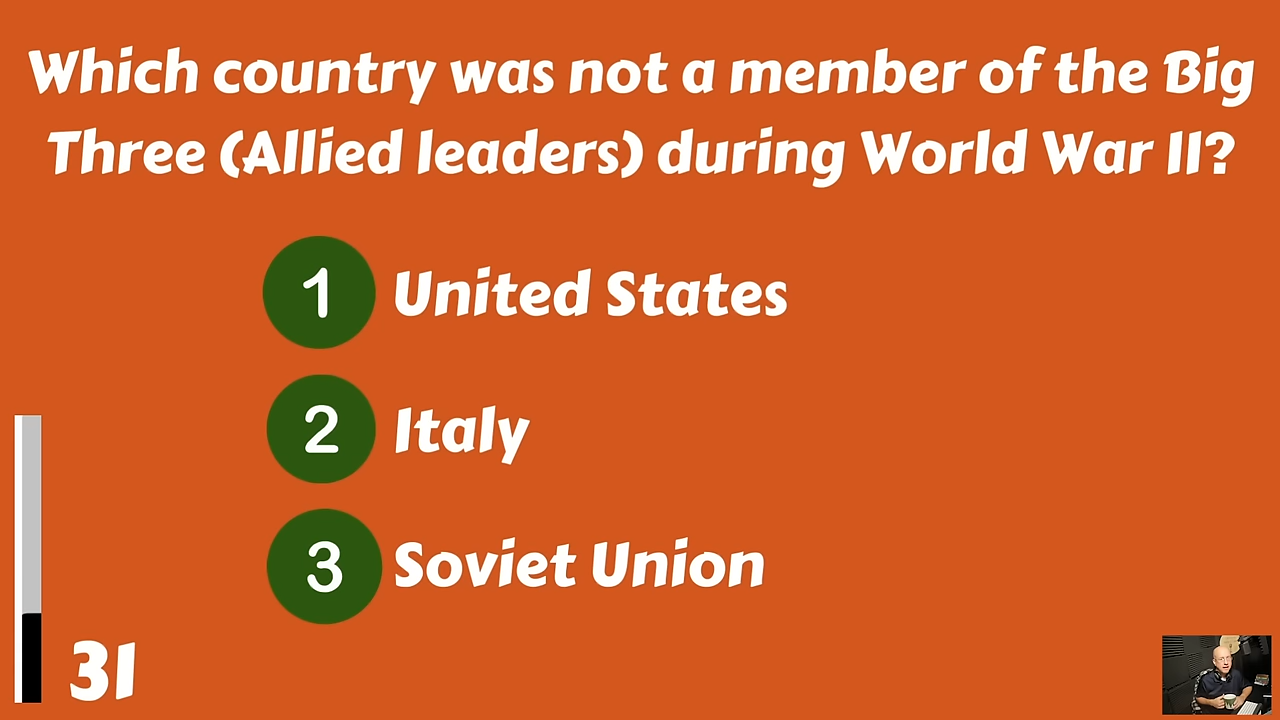 Which country was not a member of the Big
Three (Allied leaders) during World War II?
1 United States
2 Italy
3 Soviet Union
31